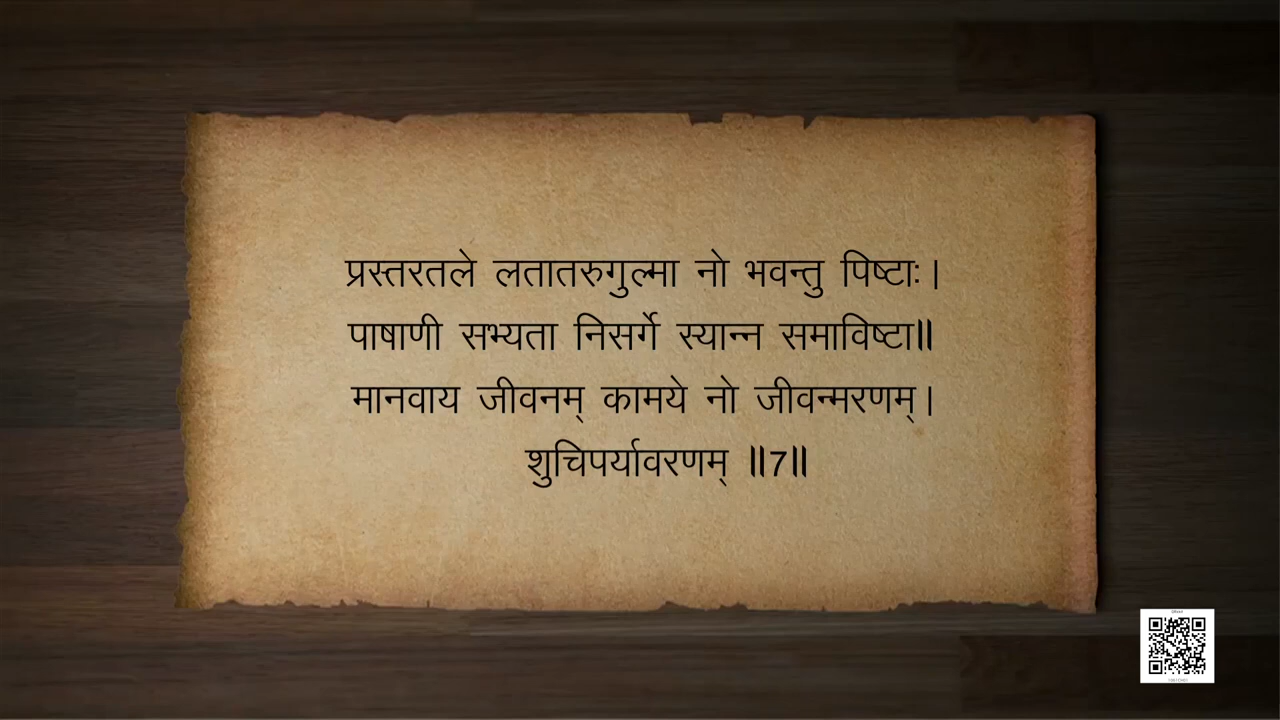 प्रस्तरतले लतातरुगुल्मा नो भवन्तु पिष्टाः।
पाषाणी सभ्यता निसर्गे स्यान्न समाविष्टा॥
मानवाय जीवनम् कामये नो जीवन्मरणम्।
शुचिपर्यावरणम् ॥7॥